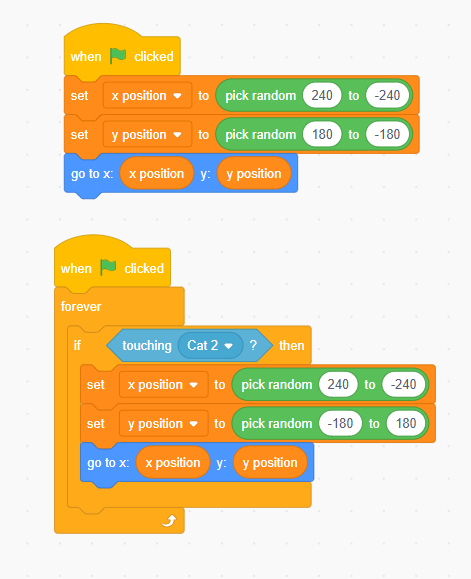 when clicked
set x position to pick random 240 to -240
set y position to pick random 180 to -180
go to x: x position y: y position
when clicked
forever
if touching Cat 2 ? then
set x position to pick random 240 to -240
set y position to pick random -180 to 180
go to x: x position y: y position